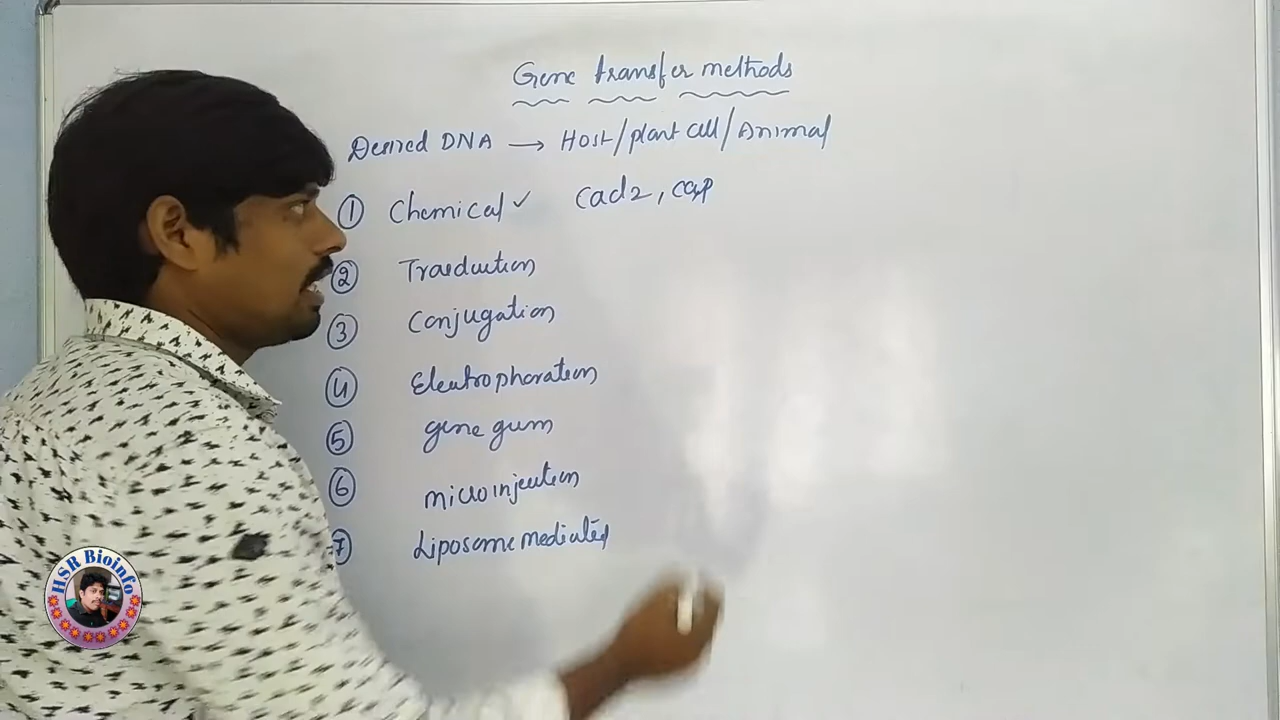 Gene transfer methods
Desired DNA → Host/plant cell/Animal
① Chemical ✓ Cacl2, cap
② Transduction
③ Conjugation
④ Electrophoration
⑤ gene gum
⑥ microinjection
⑦ Liposome mediated
HSR Bioinfo